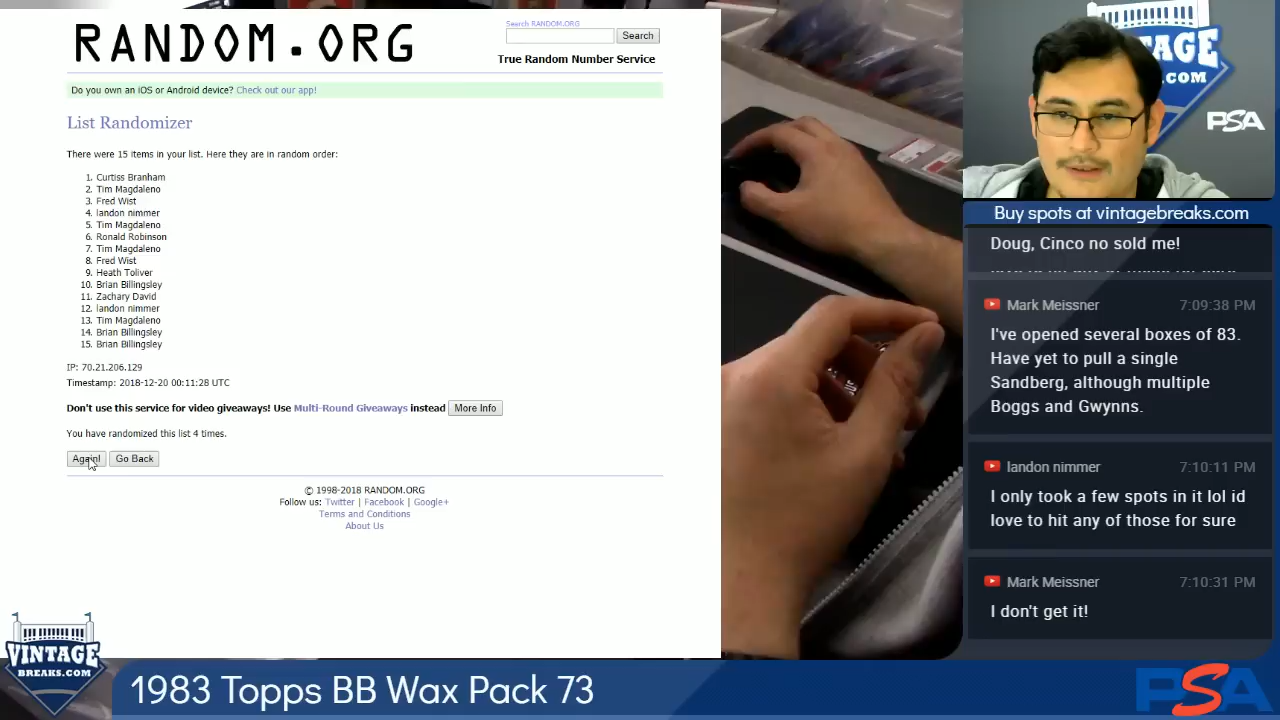 RANDOM.ORG
Search RANDOM.ORG
Search
True Random Number Service
Do you own an iOS or Android device? Check out our app!
List Randomizer
There were 15 items in your list. Here they are in random order:
1. Curtiss Branham
2. Tim Magdaleno
3. Fred Wist
4. landon nimmer
5. Tim Magdaleno
6. Ronald Robinson
7. Tim Magdaleno
8. Fred Wist
9. Heath Toliver
10. Brian Billingsley
11. Zachary David
12. landon nimmer
13. Tim Magdaleno
14. Brian Billingsley
15. Brian Billingsley
IP: 70.21.206.129
Timestamp: 2018-12-20 00:11:28 UTC
Don't use this service for video giveaways! Use Multi-Round Giveaways instead More Info
You have randomized this list 4 times.
Again! Go Back
© 1998-2018 RANDOM.ORG
Follow us: Twitter | Facebook | Google+
Terms and Conditions
About Us
VINTAGE
BREAKS.COM
1983 Topps BB Wax Pack 73
PSA
Buy spots at vintagebreaks.com
Doug, Cinco no sold me!
Mark Meissner 7:09:38 PM
I've opened several boxes of 83.
Have yet to pull a single
Sandberg, although multiple
Boggs and Gwynns.
landon nimmer 7:10:11 PM
I only took a few spots in it lol id
love to hit any of those for sure
Mark Meissner 7:10:31 PM
I don't get it!
PSA